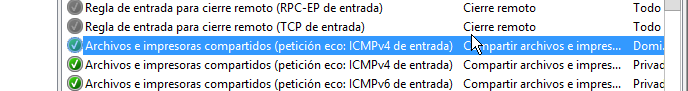 Regla de entrada para cierre remoto (RPC-EP de entrada) Cierre remoto Todo
Regla de entrada para cierre remoto (TCP de entrada) Cierre remoto Todo
Archivos e impresoras compartidos (petición eco: ICMPv4 de entrada) Compartir archivos e impres... Domi...
Archivos e impresoras compartidos (petición eco: ICMPv4 de entrada) Compartir archivos e impres... Privad
Archivos e impresoras compartidos (petición eco: ICMPv6 de entrada) Compartir archivos e impres... Privad